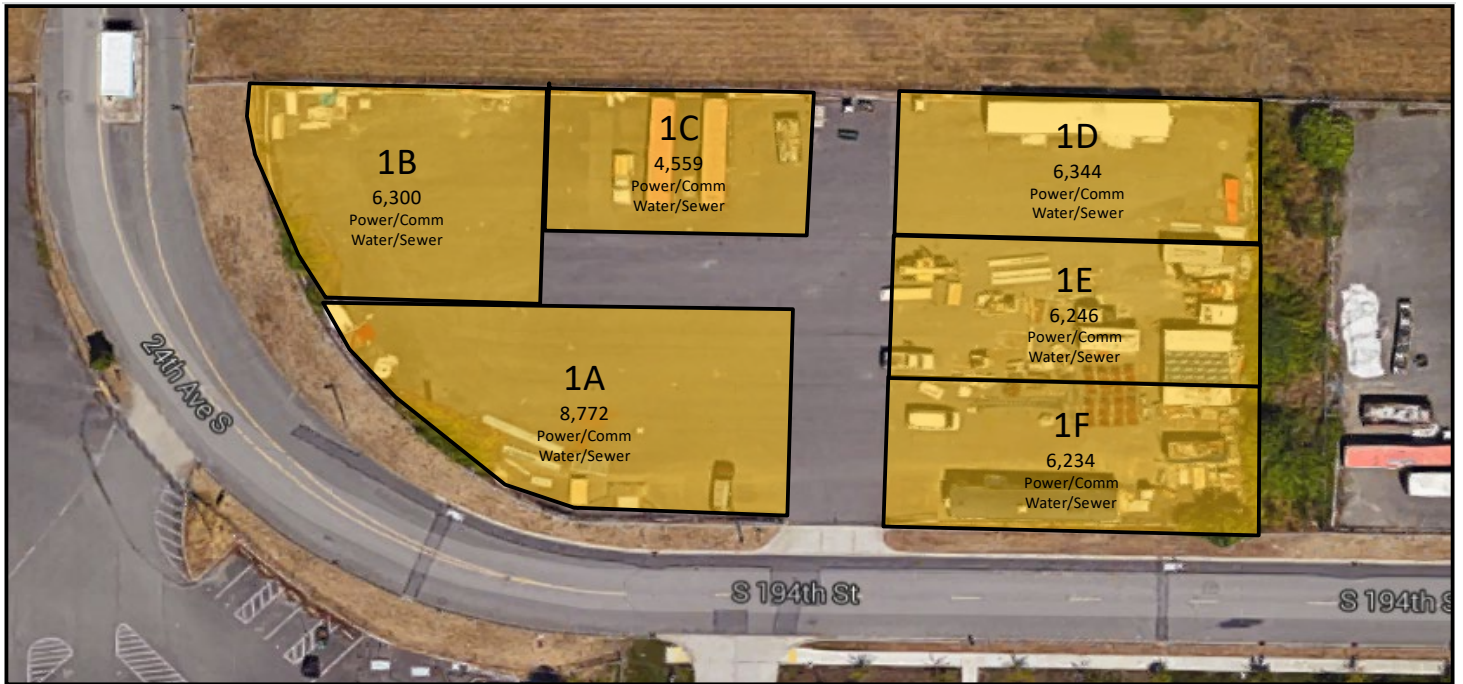 1B
6,300
Power/Comm
Water/Sewer
1C
4,559
Power/Comm
Water/Sewer
1D
6,344
Power/Comm
Water/Sewer
1E
6,246
Power/Comm
Water/Sewer
1A
8,772
Power/Comm
Water/Sewer
1F
6,234
Power/Comm
Water/Sewer
24th Ave S
S 194th St
S 194th S